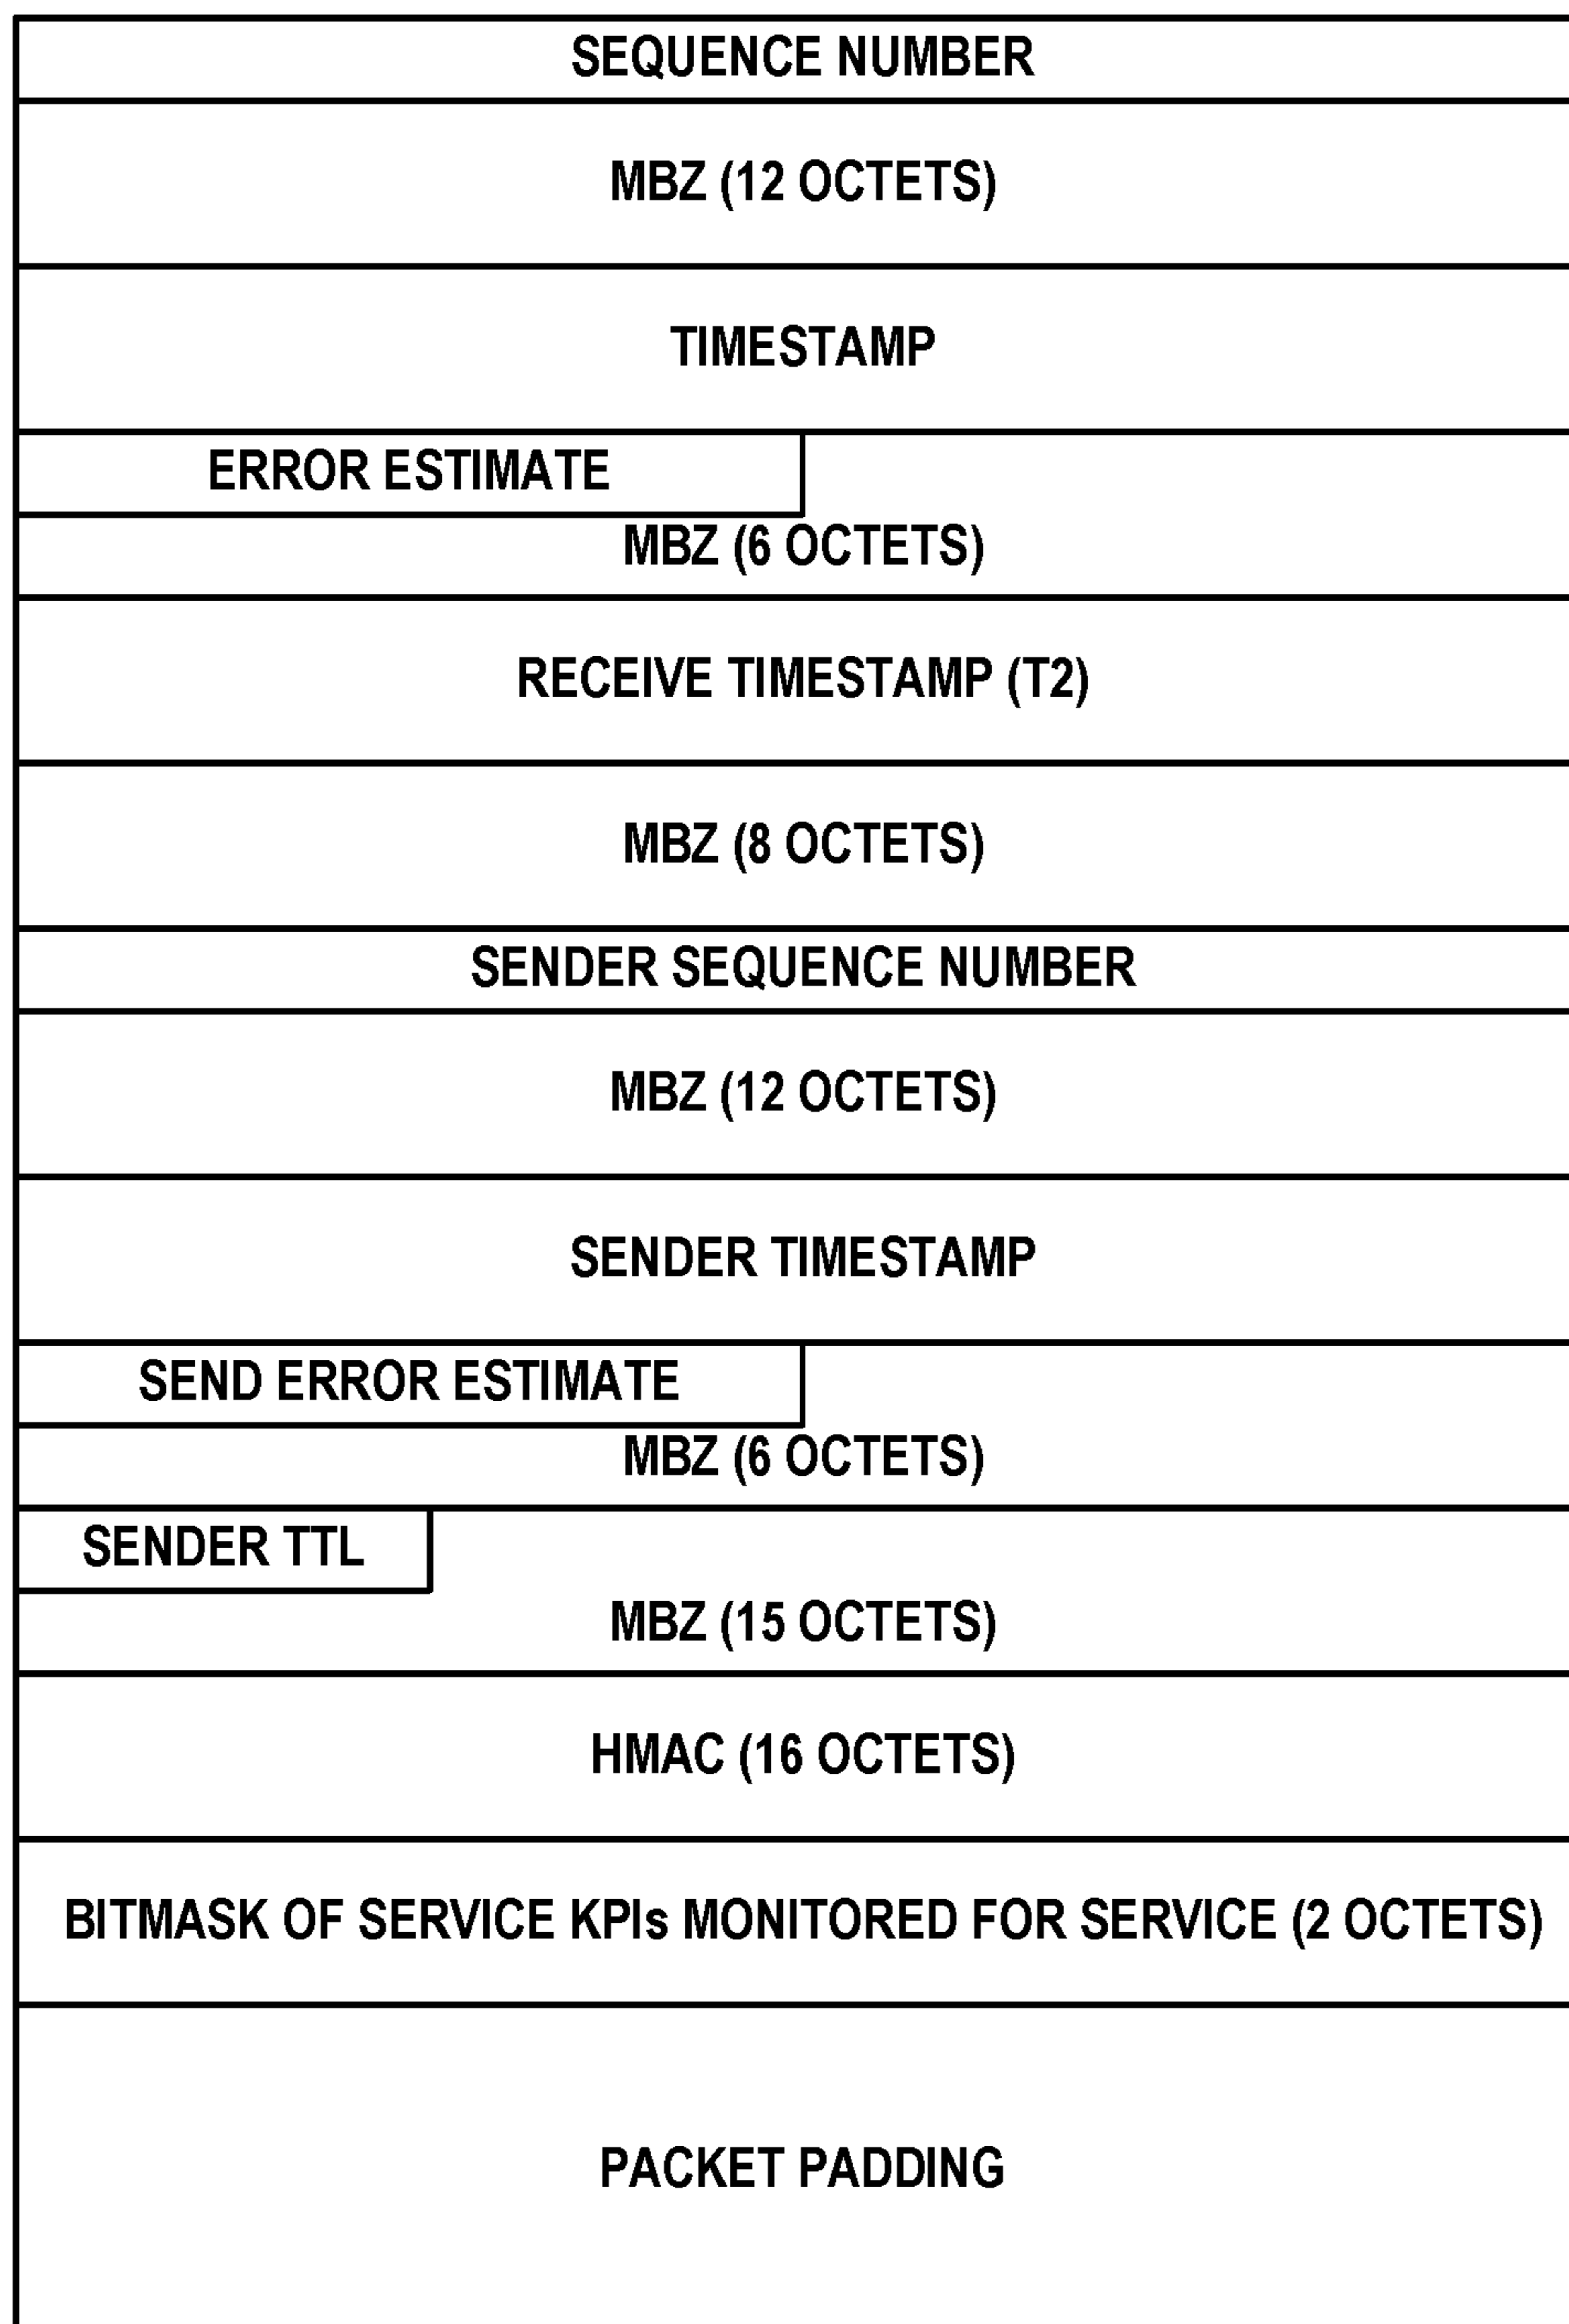 SEQUENCE NUMBER
MBZ (12 OCTETS)
TIMESTAMP
ERROR ESTIMATE
MBZ (6 OCTETS)
RECEIVE TIMESTAMP (T2)
MBZ (8 OCTETS)
SENDER SEQUENCE NUMBER
MBZ (12 OCTETS)
SENDER TIMESTAMP
SEND ERROR ESTIMATE
MBZ (6 OCTETS)
SENDER TTL
MBZ (15 OCTETS)
HMAC (16 OCTETS)
BITMASK OF SERVICE KPIs MONITORED FOR SERVICE (2 OCTETS)
PACKET PADDING